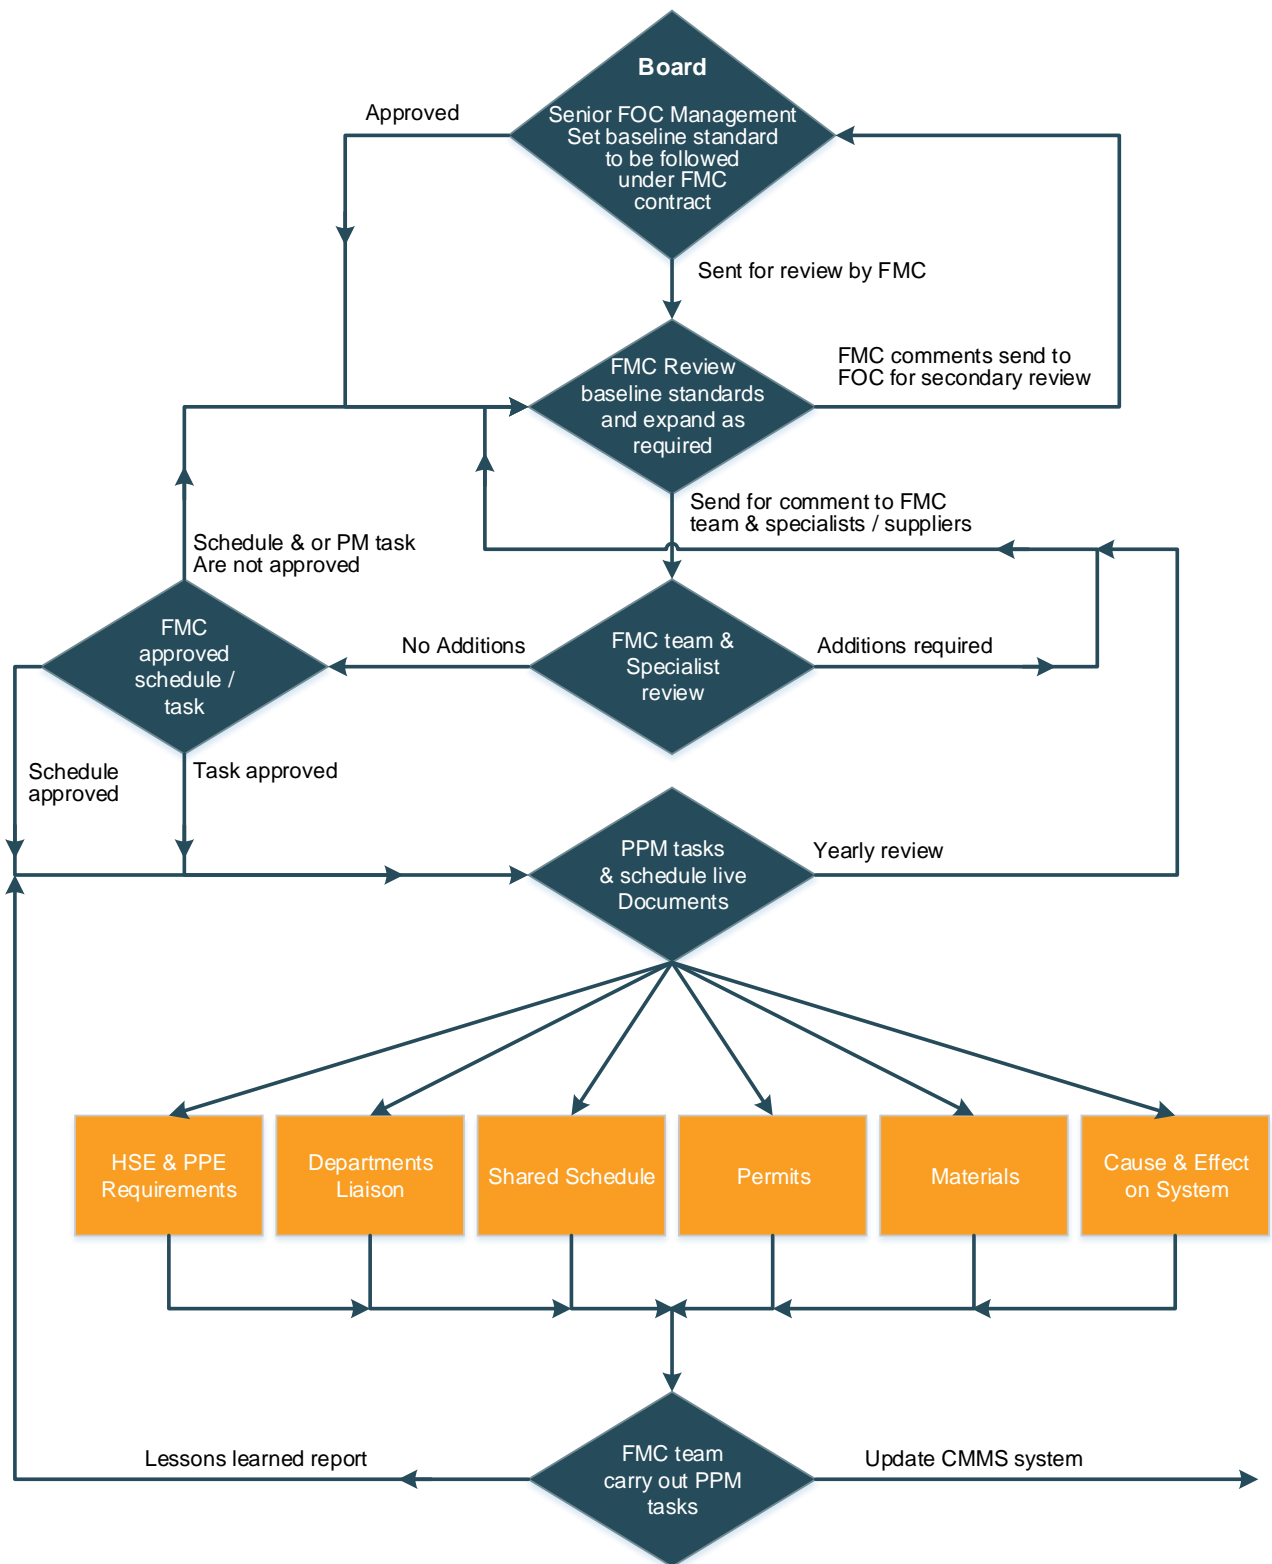 Board
Senior FOC Management
Set baseline standard
to be followed
under FMC
contract
Approved
Sent for review by FMC
FMC Review
baseline standards
and expand as
required
FMC comments send to
FOC for secondary review
Send for comment to FMC
team & specialists / suppliers
Schedule & or PM task
Are not approved
FMC
approved
schedule /
task
No Additions
FMC team &
Specialist
review
Additions required
Schedule
approved
Task approved
PPM tasks
& schedule live
Documents
Yearly review
HSE & PPE
Requirements
Departments
Liaison
Shared Schedule
Permits
Materials
Cause & Effect
on System
Lessons learned report
FMC team
carry out PPM
tasks
Update CMMS system